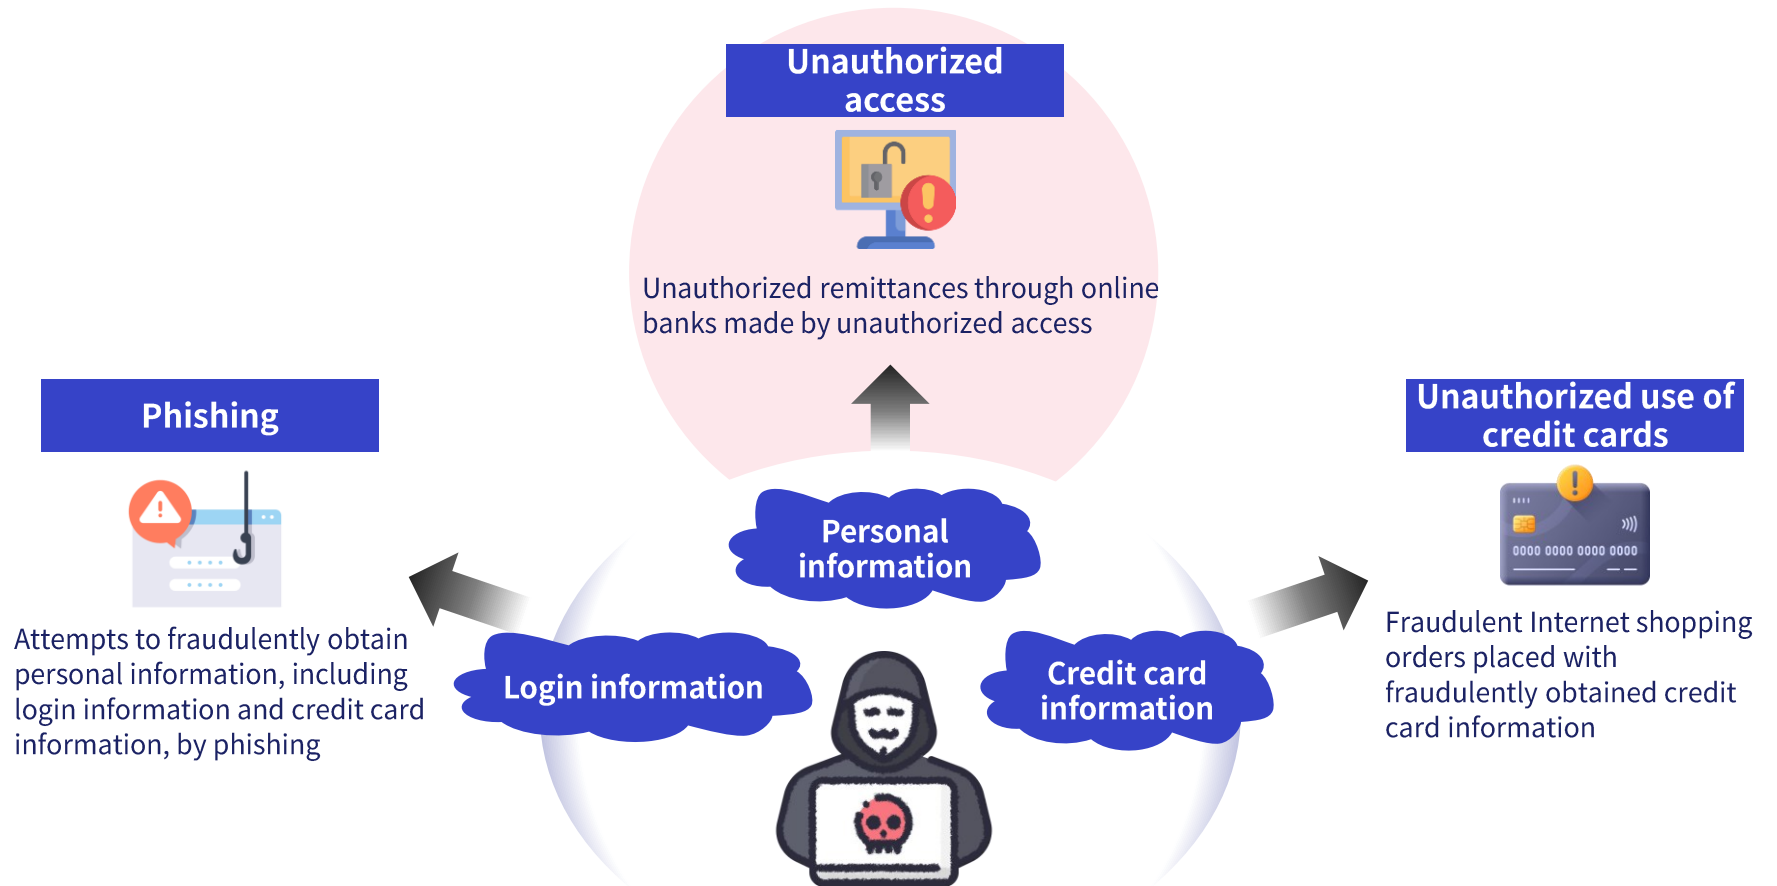 Unauthorized
access
Unauthorized remittances through online
banks made by unauthorized access
Phishing
Attempts to fraudulently obtain
personal information, including
login information and credit card
information, by phishing
Unauthorized use of
credit cards
0000 0000 0000 0000
Fraudulent Internet shopping
orders placed with
fraudulently obtained credit
card information
Personal
information
Login information
Credit card
information